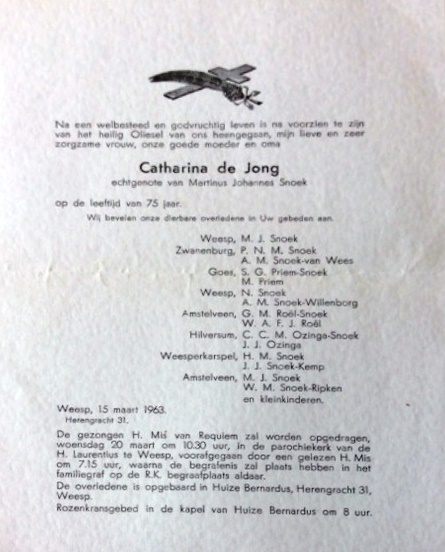 Na een welbesteed en godvruchtig leven is na voorzien te zijn
van het heilig Oliesel van ons heengegaan, mijn lieve en zeer
zorgzame vrouw, onze goede moeder en oma
Catharina de Jong
echtgenote van Martinus Johannes Snoek
op de leeftijd van 75 jaar.
Wij bevelen onze dierbare overledene in Uw gebeden aan.
Weesp, M. J. Snoek
Zwanenburg, P. N. M. Snoek
A. M. Snoek-van Wees
Goes, S. G. Priem-Snoek
M. Priem
Weesp, N. Snoek
A. M. Snoek-Willenborg
Amstelveen, G. M. Roël-Snoek
W. A. F. J. Roël
Hilversum, C. C. M. Ozinga-Snoek
J. J. Ozinga
Weesperkarspel, H. M. Snoek
J. J. Snoek-Kemp
Amstelveen, M. J. Snoek
W. M. Snoek-Ripken
en kleinkinderen.
Weesp, 15 maart 1963.
Herengracht 31.
De gezongen H. Mis van Requiem zal worden opgedragen,
woensdag 20 maart om 10.30 uur, in de parochiekerk van de
H. Laurentius te Weesp, voorafgegaan door een gelezen H. Mis
om 7.15 uur, waarna de begrafenis zal plaats hebben in het
familiegraf op de R.K. begraafplaats aldaar.
De overledene is opgebaard in Huize Bernardus, Herengracht 31,
Weesp.
Rozenkransgebed in de kapel van Huize Bernardus om 8 uur.